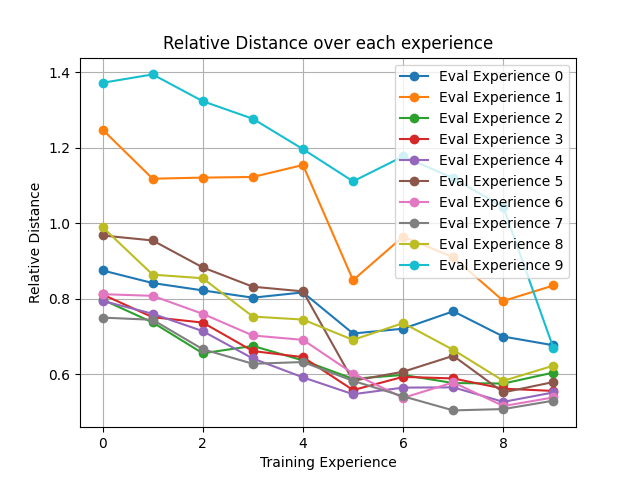 Relative Distance over each experience
1.4
1.2
1.0
0.8
0.6
Relative Distance
0
2
4
6
8
Training Experience
Eval Experience 0
Eval Experience 1
Eval Experience 2
Eval Experience 3
Eval Experience 4
Eval Experience 5
Eval Experience 6
Eval Experience 7
Eval Experience 8
Eval Experience 9